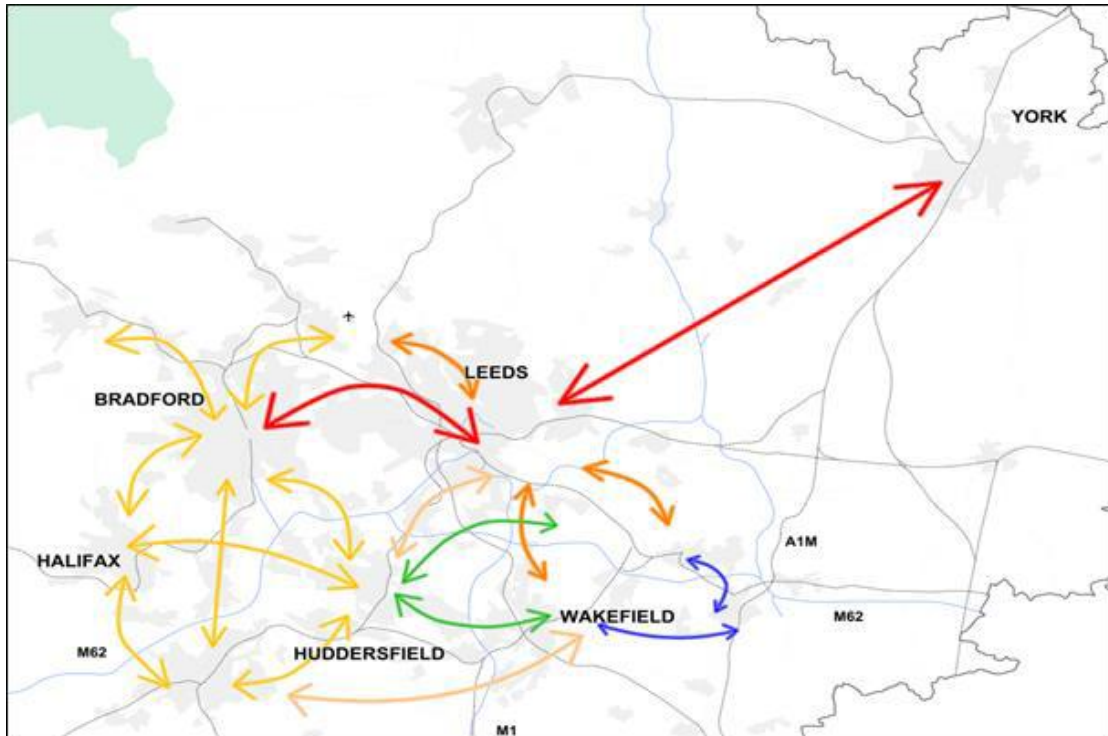 YORK
LEEDS
BRADFORD
A1M
HALIFAX
WAKEFIELD
M62
M62
HUDDERSFIELD
M1